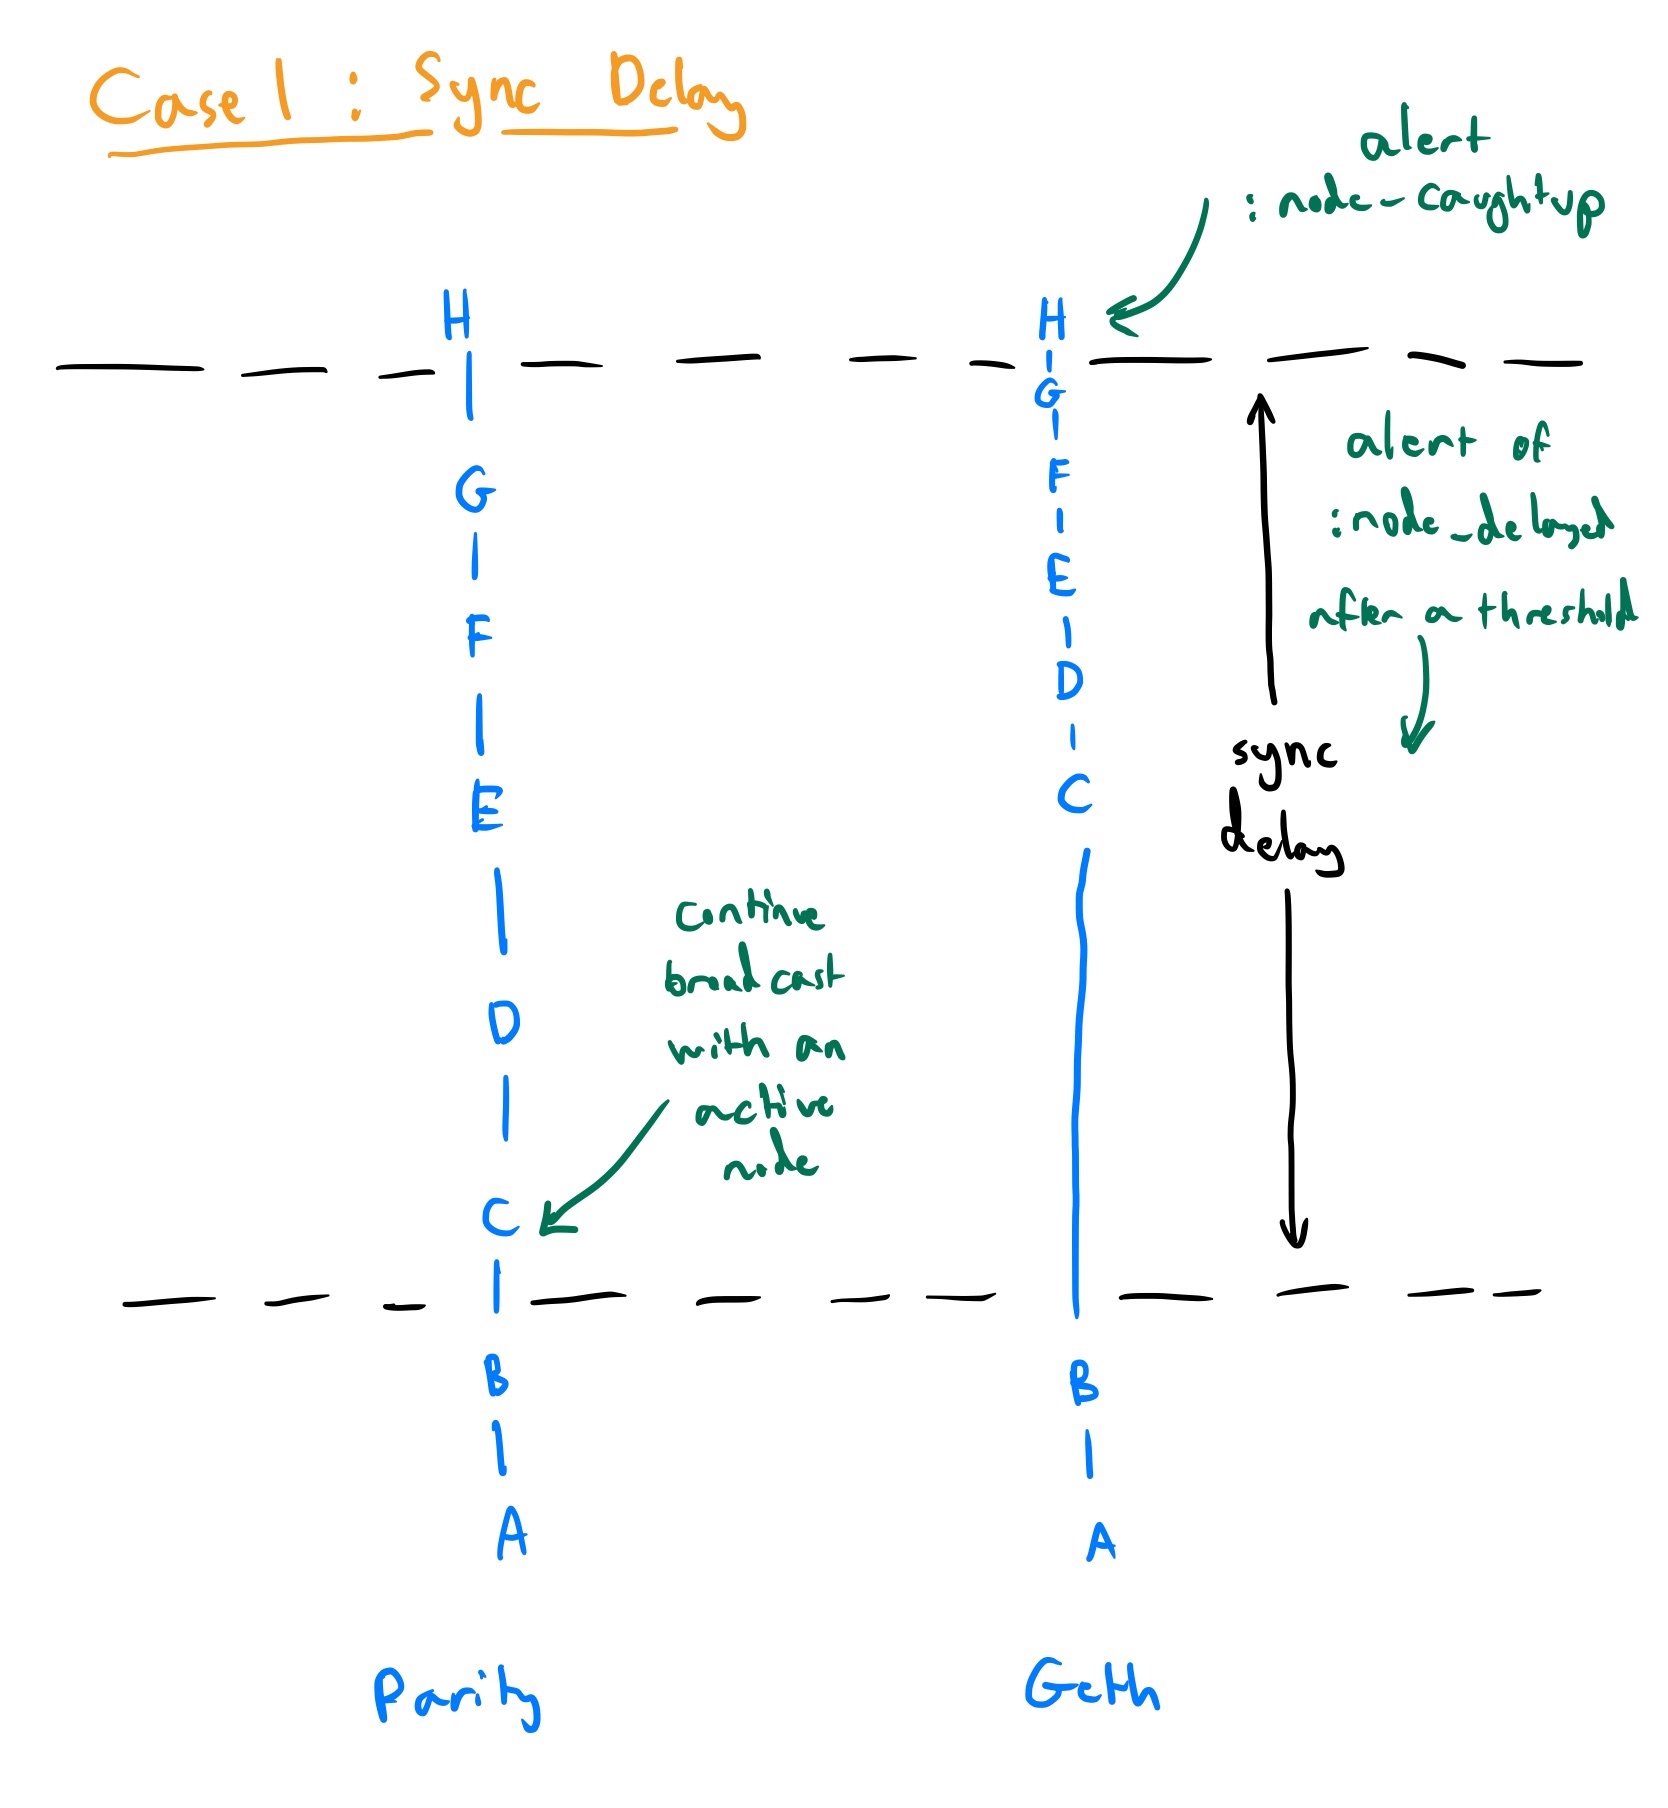 Case 1 : Sync Delay
alert
:node-caughtup
H
G
F
E
D
C
B
A
Parity
continue
broadcast
with an
active
node
H
G
F
E
D
C
B
A
Geth
alert of
:node_delayed
after a threshold
sync
delay